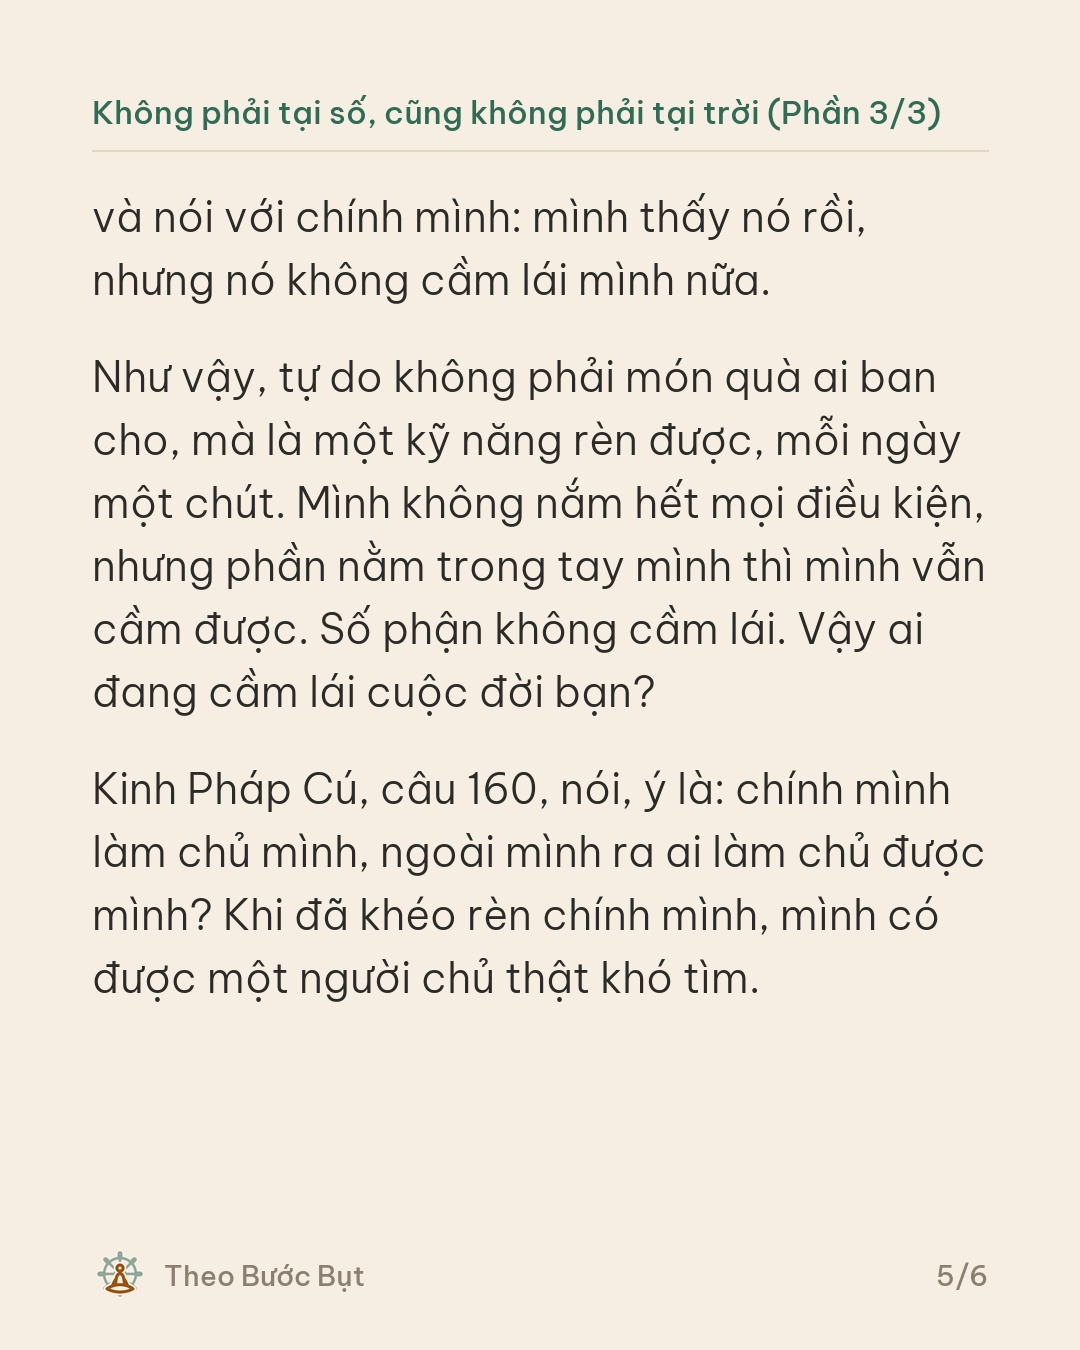 Không phải tại số, cũng không phải tại trời (Phần 3/3)
và nói với chính mình: mình thấy nó rồi,
nhưng nó không cầm lái mình nữa.
Như vậy, tự do không phải món quà ai ban
cho, mà là một kỹ năng rèn được, mỗi ngày
một chút. Mình không nắm hết mọi điều kiện,
nhưng phần nằm trong tay mình thì mình vẫn
cầm được. Số phận không cầm lái. Vậy ai
đang cầm lái cuộc đời bạn?
Kinh Pháp Cú, câu 160, nói, ý là: chính mình
làm chủ mình, ngoài mình ra ai làm chủ được
mình? Khi đã khéo rèn chính mình, mình có
được một người chủ thật khó tìm.
Theo Bước Bụt
5/6